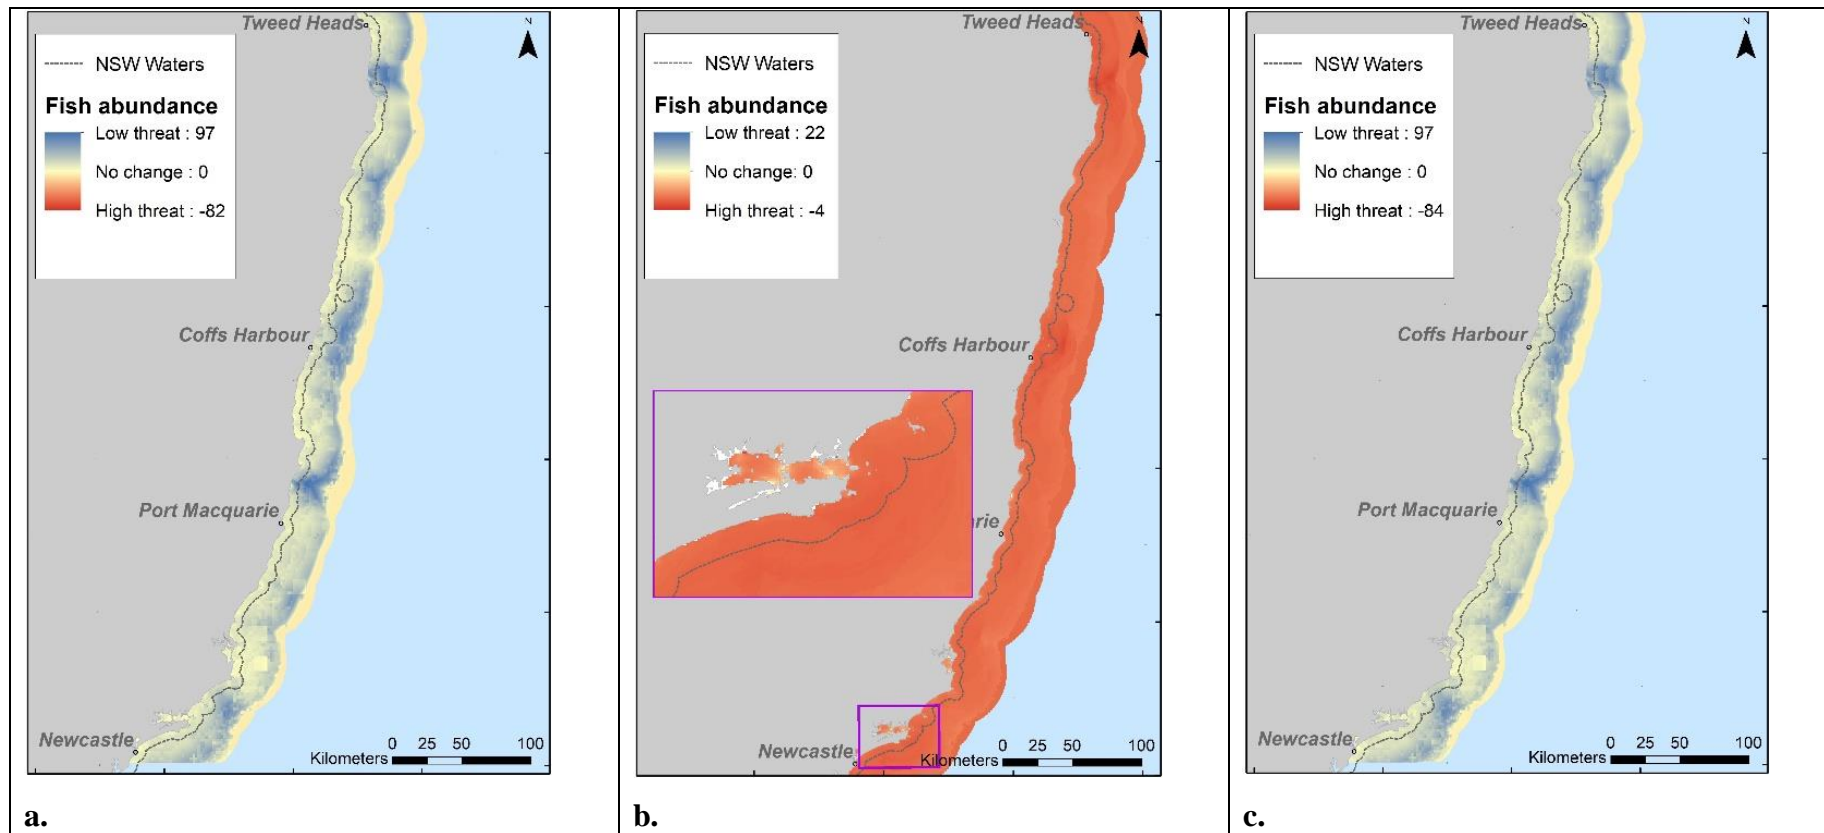 Tweed Heads
N
NSW Waters
Fish abundance
Low threat : 97
No change : 0
High threat : -82
Coffs Harbour
Port Macquarie
Newcastle
0 25 50 100
Kilometers
a.
Tweed Heads
N
NSW Waters
Fish abundance
Low threat : 22
No change: 0
High threat : -4
Coffs Harbour
arie
Newcastle
0 25 50 100
Kilometers
b.
Tweed Heads
N
NSW Waters
Fish abundance
Low threat : 97
No change : 0
High threat : -84
Coffs Harbour
Port Macquarie
Newcastle
0 25 50 100
Kilometers
c.